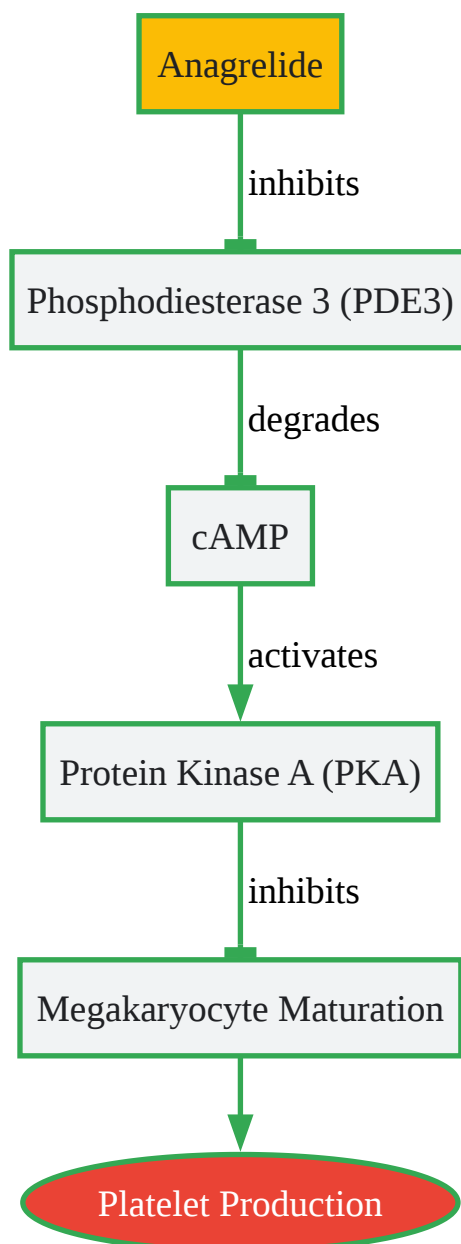 Anagrelide
inhibits
Phosphodiesterase 3 (PDE3)
degrades
cAMP
activates
Protein Kinase A (PKA)
inhibits
Megakaryocyte Maturation
Platelet Production